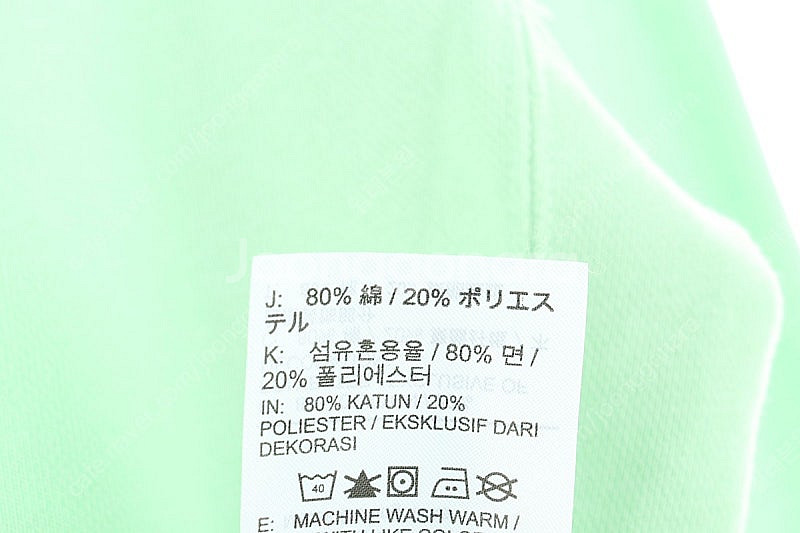 J: 80% 綿 / 20% ポリエス
テル
K: 섬유혼용율 / 80% 면 /
20% 폴리에스터
IN: 80% KATUN / 20%
POLIESTER / EKSKLUSIF DARI
DEKORASI
40
E: MACHINE WASH WARM /